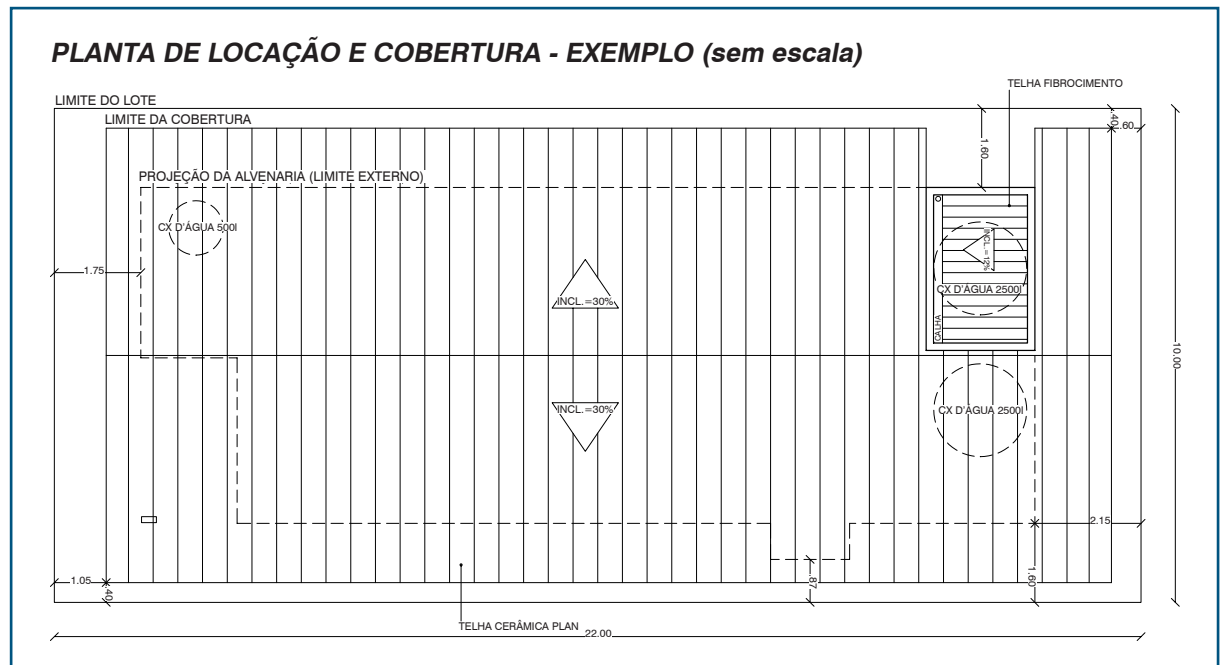 PLANTA DE LOCAÇÃO E COBERTURA - EXEMPLO (sem escala)
TELHA FIBROCIMENTO
LIMITE DO LOTE
LIMITE DA COBERTURA
.40
.60
1.60
PROJEÇÃO DA ALVENARIA (LIMITE EXTERNO)
CX D'ÁGUA 500l
INCL.=12%
1.75
CX D'ÁGUA 2500l
INCL.=30%
CALHA
10.00
INCL.=30%
CX D'ÁGUA 2500l
2.15
1.05
.40
.87
1.60
TELHA CERÂMICA PLAN
22.00